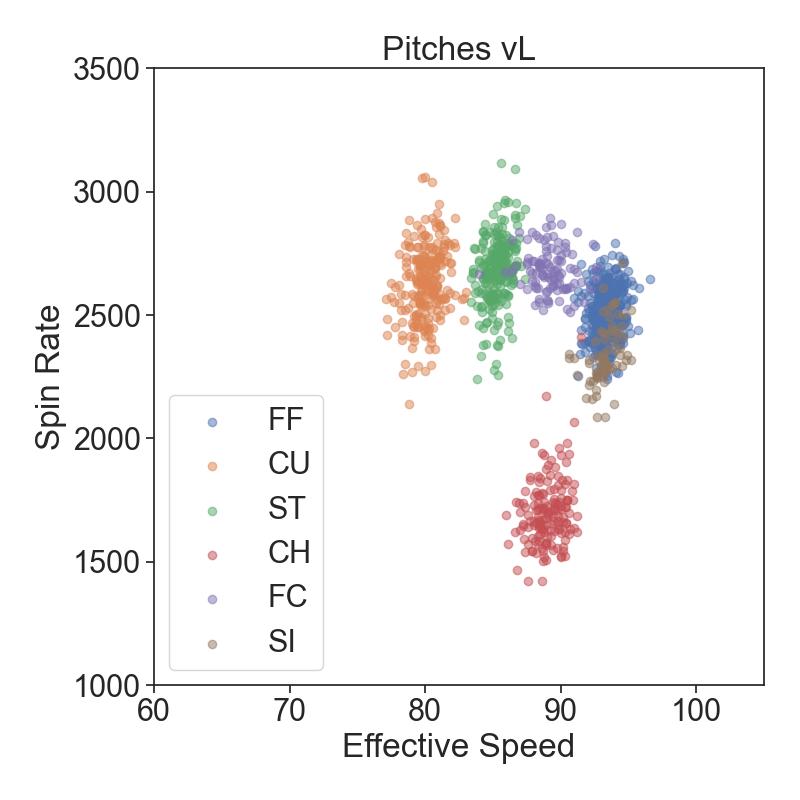 Pitches vL
3500
3000
2500
2000
1500
1000
Spin Rate
FF
CU
ST
CH
FC
SI
60 70 80 90 100
Effective Speed